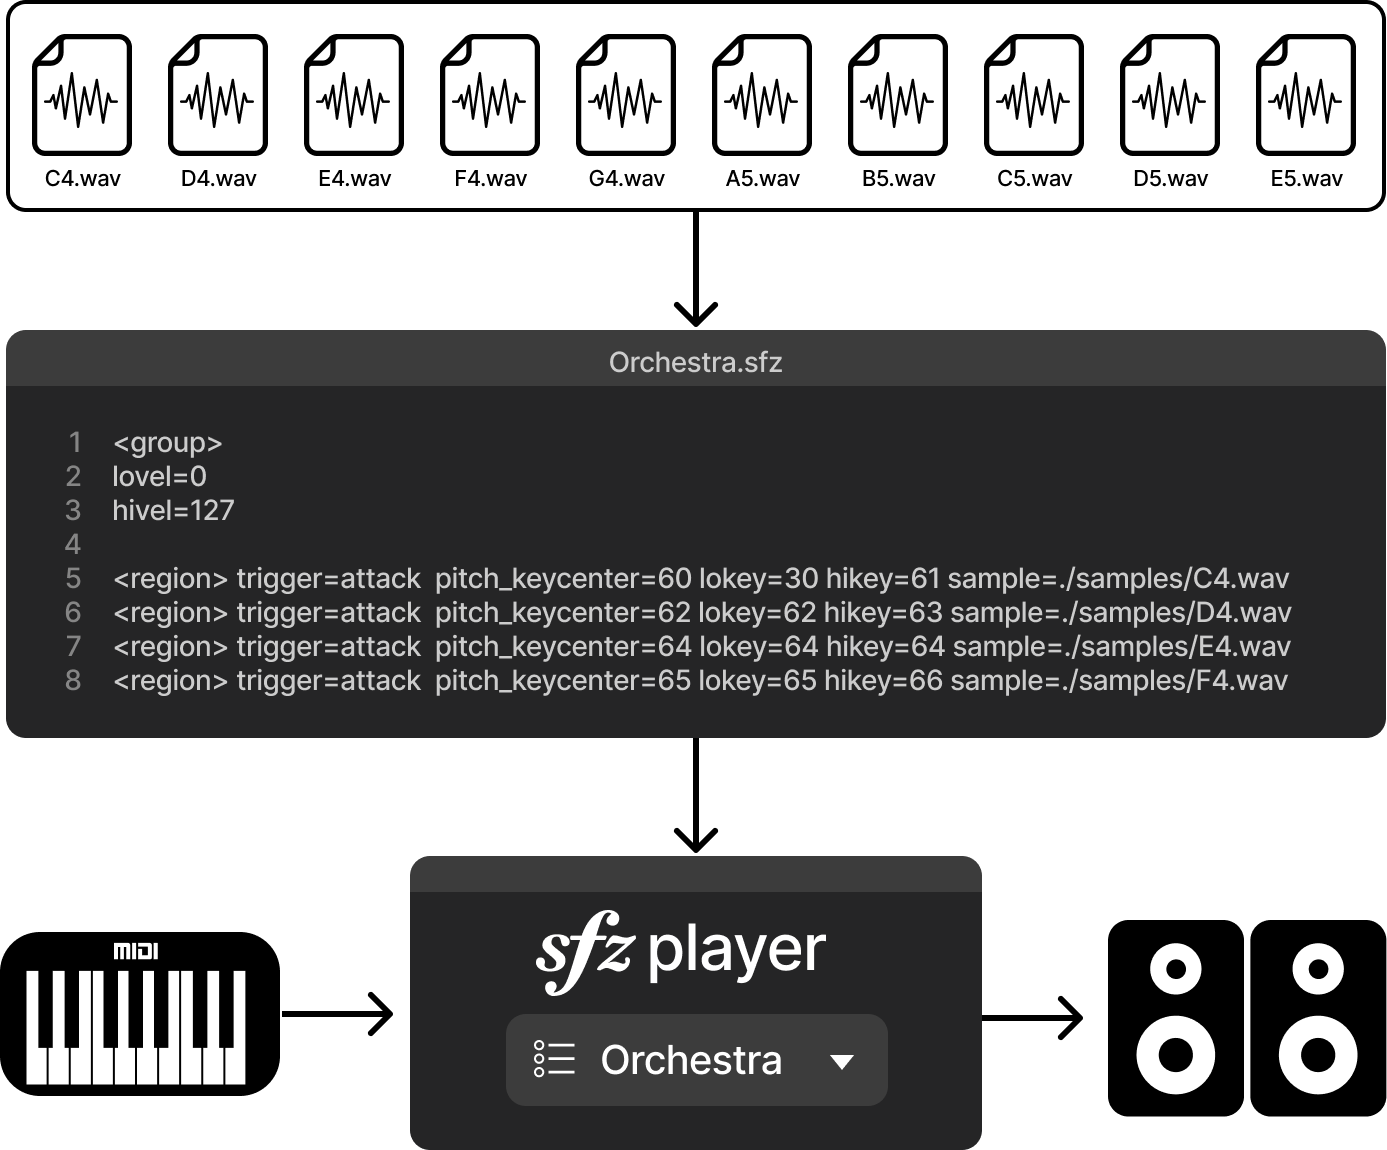 C4.wav D4.wav E4.wav F4.wav G4.wav A5.wav B5.wav C5.wav D5.wav E5.wav
Orchestra.sfz
1 <group>
2 lovel=0
3 hivel=127
4
5 <region> trigger=attack  pitch_keycenter=60 lokey=30 hikey=61 sample=./samples/C4.wav
6 <region> trigger=attack  pitch_keycenter=62 lokey=62 hikey=63 sample=./samples/D4.wav
7 <region> trigger=attack  pitch_keycenter=64 lokey=64 hikey=64 sample=./samples/E4.wav
8 <region> trigger=attack  pitch_keycenter=65 lokey=65 hikey=66 sample=./samples/F4.wav
MIDI
sfz player
Orchestra